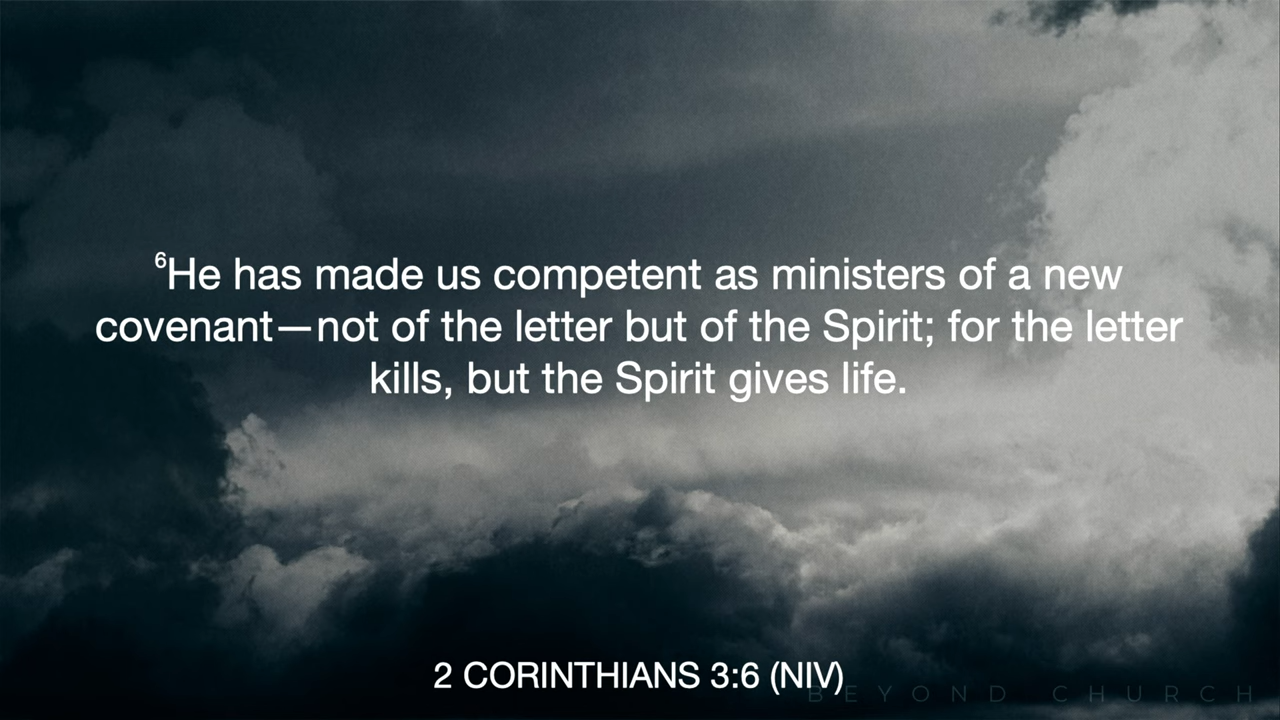 ⁶He has made us competent as ministers of a new
covenant—not of the letter but of the Spirit; for the letter
kills, but the Spirit gives life.
2 CORINTHIANS 3:6 (NIV)
BEYOND CHURCH